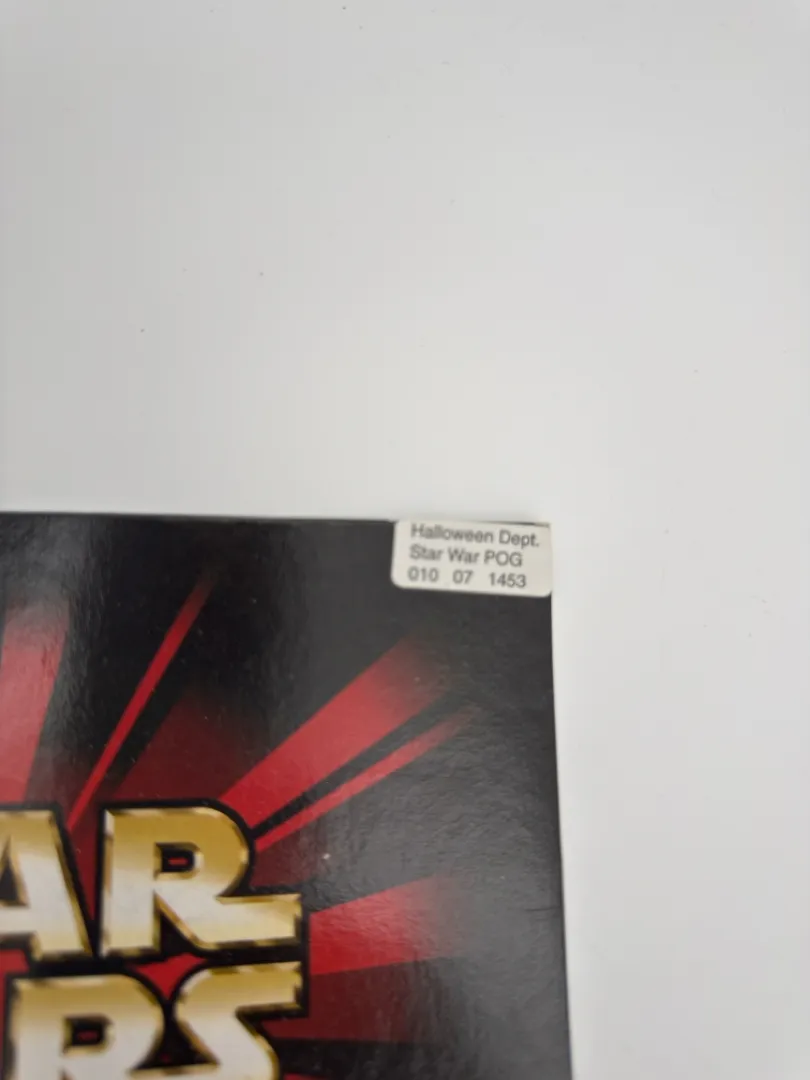 Halloween Dept.
Star War POG
010 07 1453
AR
RS